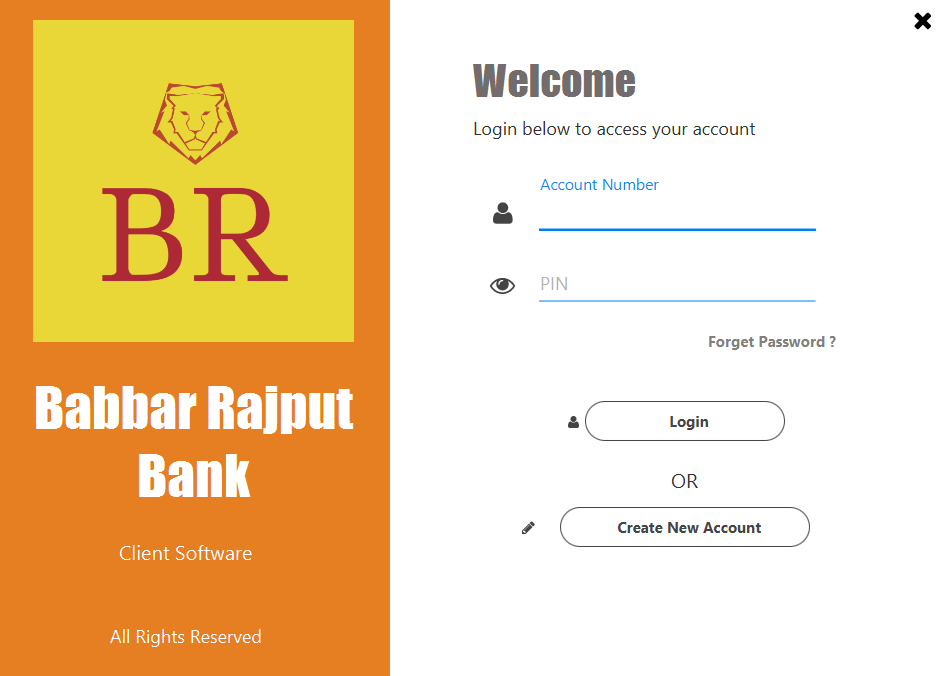 BR
Babbar Rajput
Bank
Client Software
All Rights Reserved
Welcome
Login below to access your account
Account Number
PIN
Forget Password ?
Login
OR
Create New Account